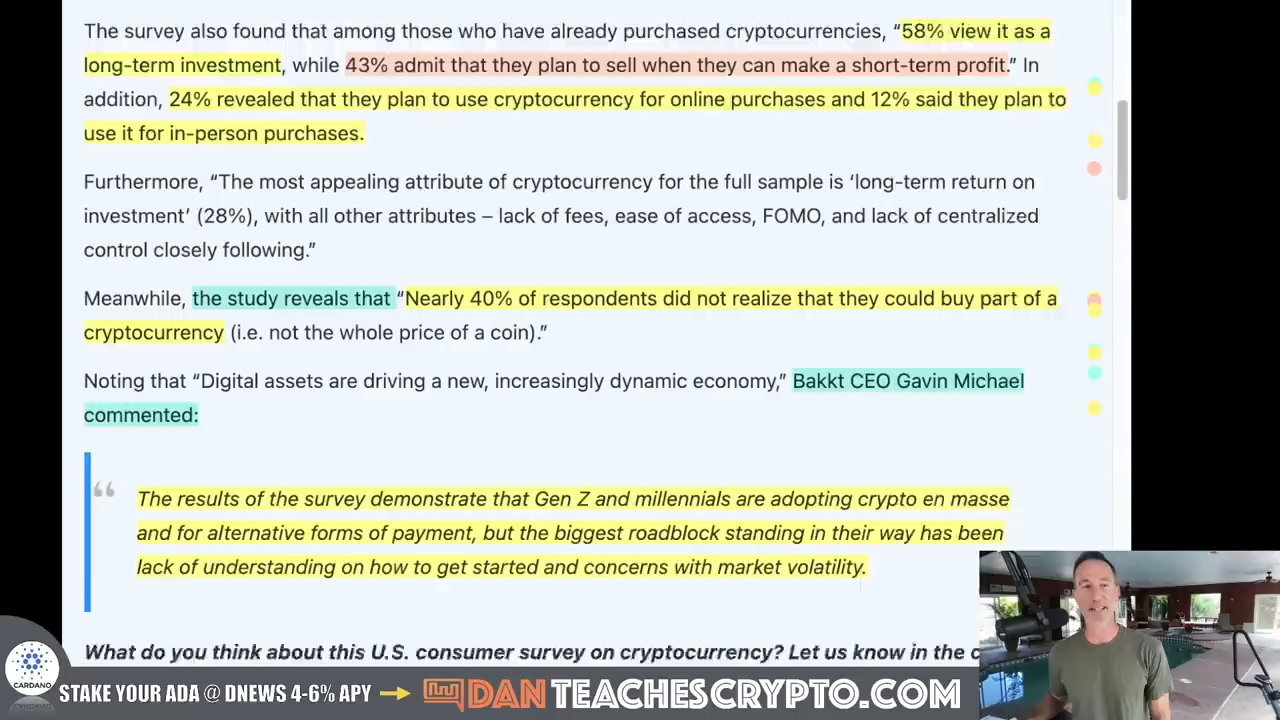 The survey also found that among those who have already purchased cryptocurrencies, “58% view it as a
long-term investment, while 43% admit that they plan to sell when they can make a short-term profit.” In
addition, 24% revealed that they plan to use cryptocurrency for online purchases and 12% said they plan to
use it for in-person purchases.
Furthermore, “The most appealing attribute of cryptocurrency for the full sample is ‘long-term return on
investment’ (28%), with all other attributes – lack of fees, ease of access, FOMO, and lack of centralized
control closely following.”
Meanwhile, the study reveals that “Nearly 40% of respondents did not realize that they could buy part of a
cryptocurrency (i.e. not the whole price of a coin).”
Noting that “Digital assets are driving a new, increasingly dynamic economy,” Bakkt CEO Gavin Michael
commented:
“
The results of the survey demonstrate that Gen Z and millennials are adopting crypto en masse
and for alternative forms of payment, but the biggest roadblock standing in their way has been
lack of understanding on how to get started and concerns with market volatility.
What do you think about this U.S. consumer survey on cryptocurrency? Let us know in the c
CARDANO
STAKE YOUR ADA @ DNEWS 4-6% APY
DANTEACHESCRYPTO.COM